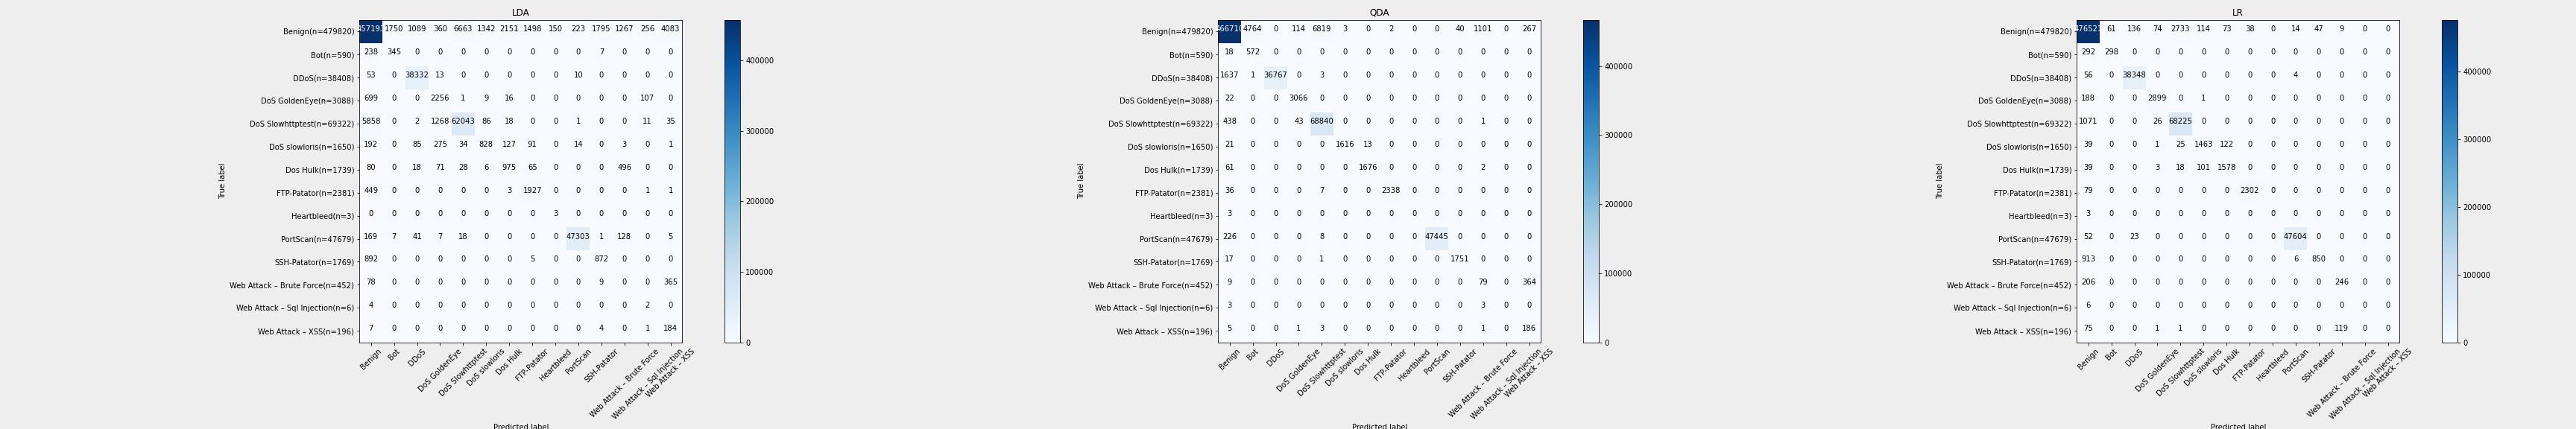 LDA
Benign(n=479820) 457193 1750 1089 360 6663 1342 2151 1498 150 223 1795 1267 256 4083
Bot(n=590) 238 345 0 0 0 0 0 0 0 0 7 0 0 0
DDoS(n=38408) 53 0 38332 13 0 0 0 0 0 10 0 0 0 0
DoS GoldenEye(n=3088) 699 0 0 2256 1 9 16 0 0 0 0 0 107 0
DoS Slowhttptest(n=69322) 5858 0 2 1268 62043 86 18 0 0 1 0 0 11 35
DoS slowloris(n=1650) 192 0 85 275 34 828 127 91 0 14 0 3 0 1
Dos Hulk(n=1739) 80 0 18 71 28 6 975 65 0 0 0 496 0 0
FTP-Patator(n=2381) 449 0 0 0 0 0 3 1927 0 0 0 0 1 1
Heartbleed(n=3) 0 0 0 0 0 0 0 0 3 0 0 0 0 0
PortScan(n=47679) 169 7 41 7 18 0 0 0 0 47303 1 128 0 5
SSH-Patator(n=1769) 892 0 0 0 0 0 0 5 0 0 872 0 0 0
Web Attack – Brute Force(n=452) 78 0 0 0 0 0 0 0 0 0 9 0 0 365
Web Attack – Sql Injection(n=6) 4 0 0 0 0 0 0 0 0 0 0 0 2 0
Web Attack – XSS(n=196) 7 0 0 0 0 0 0 0 0 0 4 0 1 184
True label
Benign
Bot
DDoS
DoS GoldenEye
DoS Slowhttptest
DoS slowloris
Dos Hulk
FTP-Patator
Heartbleed
PortScan
SSH-Patator
Web Attack – Brute Force
Web Attack – Sql Injection
Web Attack – XSS
Predicted label
400000
300000
200000
100000
0
QDA
Benign(n=479820) 4764 0 114 6819 3 0 2 0 0 40 1101 0 267
Bot(n=590) 18 572 0 0 0 0 0 0 0 0 0 0 0 0
DDoS(n=38408) 1637 1 36767 0 3 0 0 0 0 0 0 0 0 0
DoS GoldenEye(n=3088) 22 0 0 3066 0 0 0 0 0 0 0 0 0 0
DoS Slowhttptest(n=69322) 438 0 0 43 68840 0 0 0 0 0 0 1 0 0
DoS slowloris(n=1650) 21 0 0 0 0 1616 13 0 0 0 0 0 0 0
Dos Hulk(n=1739) 61 0 0 0 0 0 1676 0 0 0 0 2 0 0
FTP-Patator(n=2381) 36 0 0 0 7 0 0 2338 0 0 0 0 0 0
Heartbleed(n=3) 3 0 0 0 0 0 0 0 0 0 0 0 0 0
PortScan(n=47679) 226 0 0 0 8 0 0 0 0 47445 0 0 0 0
SSH-Patator(n=1769) 17 0 0 0 1 0 0 0 0 0 1751 0 0 0
Web Attack – Brute Force(n=452) 9 0 0 0 0 0 0 0 0 0 0 79 0 364
Web Attack – Sql Injection(n=6) 3 0 0 0 0 0 0 0 0 0 0 3 0 0
Web Attack – XSS(n=196) 5 0 0 1 3 0 0 0 0 0 0 1 0 186
True label
Benign
Bot
DDoS
DoS GoldenEye
DoS Slowhttptest
DoS slowloris
Dos Hulk
FTP-Patator
Heartbleed
PortScan
SSH-Patator
Web Attack – Brute Force
Web Attack – Sql Injection
Web Attack – XSS
Predicted label
400000
300000
200000
100000
0
LR
Benign(n=479820) 61 136 74 2733 114 73 38 0 14 47 9 0 0
Bot(n=590) 292 298 0 0 0 0 0 0 0 0 0 0 0 0
DDoS(n=38408) 56 0 38348 0 0 0 0 0 0 4 0 0 0 0
DoS GoldenEye(n=3088) 188 0 0 2899 0 1 0 0 0 0 0 0 0 0
DoS Slowhttptest(n=69322) 1071 0 0 26 68225 0 0 0 0 0 0 0 0 0
DoS slowloris(n=1650) 39 0 0 1 25 1463 122 0 0 0 0 0 0 0
Dos Hulk(n=1739) 39 0 0 3 18 101 1578 0 0 0 0 0 0 0
FTP-Patator(n=2381) 79 0 0 0 0 0 0 2302 0 0 0 0 0 0
Heartbleed(n=3) 3 0 0 0 0 0 0 0 0 0 0 0 0 0
PortScan(n=47679) 52 0 23 0 0 0 0 0 0 47604 0 0 0 0
SSH-Patator(n=1769) 913 0 0 0 0 0 0 0 0 6 850 0 0 0
Web Attack – Brute Force(n=452) 206 0 0 0 0 0 0 0 0 0 0 246 0 0
Web Attack – Sql Injection(n=6) 6 0 0 0 0 0 0 0 0 0 0 0 0 0
Web Attack – XSS(n=196) 75 0 0 1 1 0 0 0 0 0 0 119 0 0
True label
Benign
Bot
DDoS
DoS GoldenEye
DoS Slowhttptest
DoS slowloris
Dos Hulk
FTP-Patator
Heartbleed
PortScan
SSH-Patator
Web Attack – Brute Force
Web Attack – Sql Injection
Web Attack – XSS
Predicted label
400000
300000
200000
100000
0